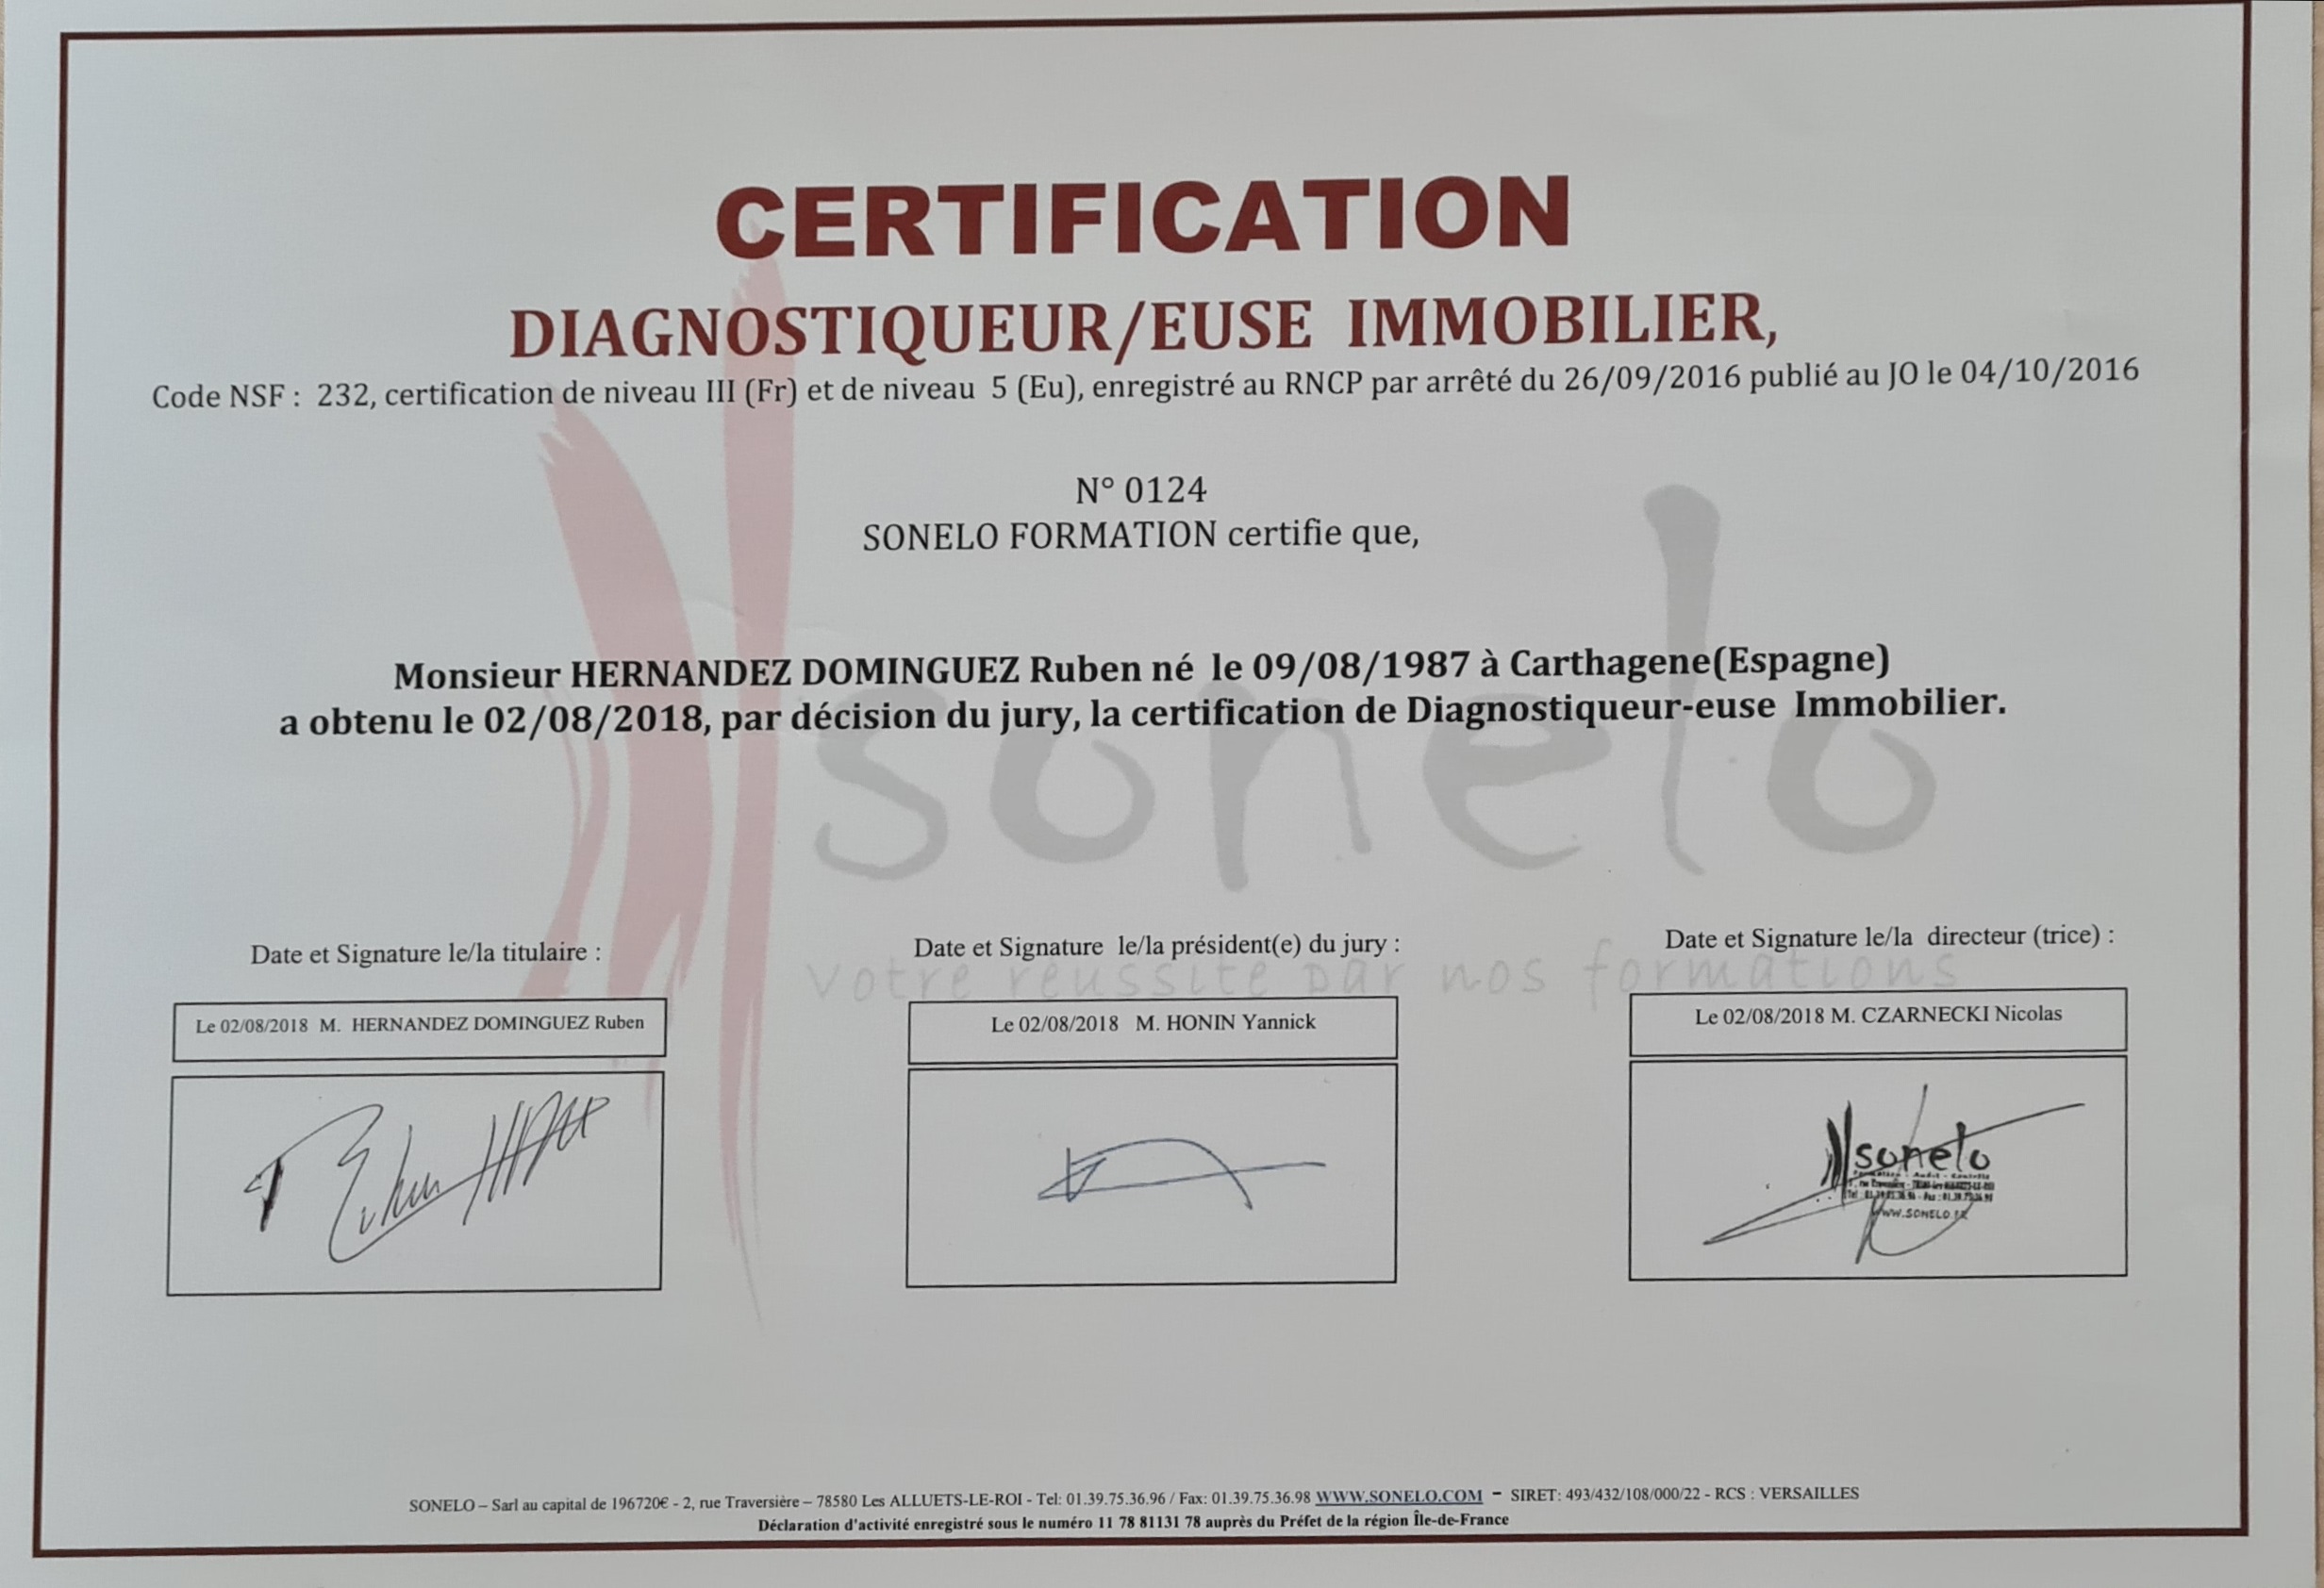 CERTIFICATION
DIAGNOSTIQUEUR/EUSE IMMOBILIER,
Code NSF : 232, certification de niveau III (Fr) et de niveau 5 (Eu), enregistré au RNCP par arrêté du 26/09/2016 publié au JO le 04/10/2016
N° 0124
SONELO FORMATION certifie que,
Monsieur HERNANDEZ DOMINGUEZ Ruben né le 09/08/1987 à Carthagene(Espagne)
a obtenu le 02/08/2018, par décision du jury, la certification de Diagnostiqueur-euse Immobilier.
sonelo
votre réussite par nos formations
Date et Signature le/la titulaire :
Le 02/08/2018 M. HERNANDEZ DOMINGUEZ Ruben
Date et Signature le/la président(e) du jury :
Le 02/08/2018 M. HONIN Yannick
Date et Signature le/la directeur (trice) :
Le 02/08/2018 M. CZARNECKI Nicolas
sonelo
WWW.SONELO.FR
SONELO – Sarl au capital de 196720€ - 2, rue Traversière – 78580 Les ALLUETS-LE-ROI - Tel: 01.39.75.36.96 / Fax: 01.39.75.36.98 WWW.SONELO.COM – SIRET: 493/432/108/000/22 - RCS : VERSAILLES
Déclaration d'activité enregistré sous le numéro 11 78 81131 78 auprès du Préfet de la région Île-de-France